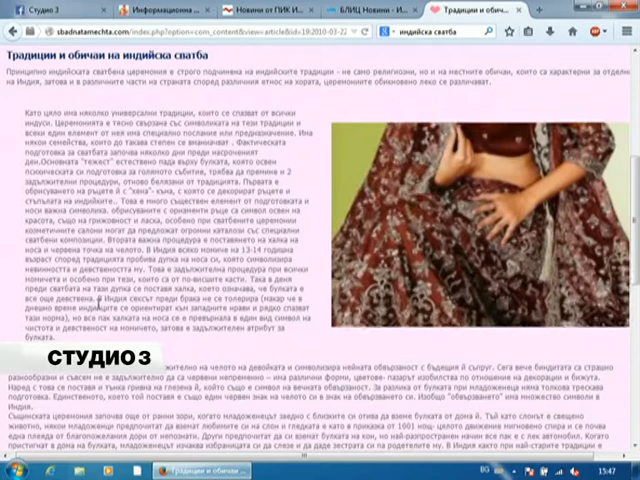 Студио 3
Информационна ...
Новини от ПИК И...
БЛИЦ Новини - И...
Традиции и обич...
sbadnatamechta.com/index.php?option=com_content&view=article&id=19:2010-03-22
индийска сватба
Традиции и обичаи на индийска сватба
Принципно индийската сватбена церемония е строго подчинена на индийските традиции - не само религиозни, но и на местните обичаи, които са характерни за отделни
на Индия, затова и в различните части на страната според различния етнос на хората, церемониите обикновено леко се различават.
Като цяло има няколко универсални традиции, които се спазват от всички
индуси. Церемонията е тясно свързана със символиката на тези традиции и
всеки един елемент от нея има специално послание или предназначение. Има
някои семейства, които до такава степен се вманиачват . Фактическата
подготовка за сватбата започва няколко дни преди насрочения
ден.Основната "тежест" естествено пада върху булката, която освен
психическата си подготовка за голямото събитие, трябва да премине и 2
задължителни процедури, отново белязани от традицията. Първата е
обрисуването на ръцете й с "хена"- къна, с която се декорират ръцете и
стъпалата на индийките.. Това е много съществен елемент от подготовката и
носи важна символика. обрисуваните с орнаменти ръце са символ освен на
красота, също на грижовност и ласка, особено при сватбените церемонии
козметичните салони могат да предложат огромни каталози със специални
сватбени композиции. Втората важна процедура е поставянето на халка на
носа и червена точка на челото. В Индия всяко момиче на 13-14 годишна
възраст според традицията пробива дупка на носа си, която символизира
невинността и девствеността му. Това е задължителна процедура при всички
момичета и особено при тези, които са от по-висшите касти. Така в деня
преди сватбата на тази дупка се поставя халка, което означава, че булката е
все още девствена. В Индия сексът преди брака не се толерира (макар че в
днешно време индийците се ориентират към западните нрави и рядко спазват
тази норма), но все пак халката на носа се е превърнала в един вид символ на
чистота и девственост на момичето, затова е задължителен атрибут за
булката.
СТУДИО 3
жително на челото на девойката и символизира нейната обвързаност с бъдещия й съпруг. Сега вече биндитата са страшно
разнообразни и съвсем не е задължително да са червени непременно – има различни форми, цветове- пазарът изобилства по отношение на декорации и бижута.
Наред с това се поставя и тънка гривна на глезена й, който също е символ на вечната обвързаност. За разлика от булката при младоженеца няма толкова трескава
подготовка. Единственото, което той поставя е също един червен знак на челото си в знак на обвързването си. Изобщо "обвързването" има множество символи в
Индия.
Същинската церемония започва още от ранни зори, когато младоженецът заедно с близките си отива да вземе булката от дома й. Тъй като слонът е свещено
животно, някои младоженци предпочитат да вземат любимите си на слон и гледката е като в приказка от 1001 нощ- цялото движение мигновено спира и се почва
една плеяда от благопожелания дори от непознати. Други предпочитат да си вземат булката на кон, но най-разпространен начин все пак е с лек автомобил. Когато
пристигнат в дома на булката, младоженецът изчаква избраницата си да слезе и да даде зестрата си на родителите му. В Индия както при най-старите традиции е
Традиции и обичаи ...
BG
15:47